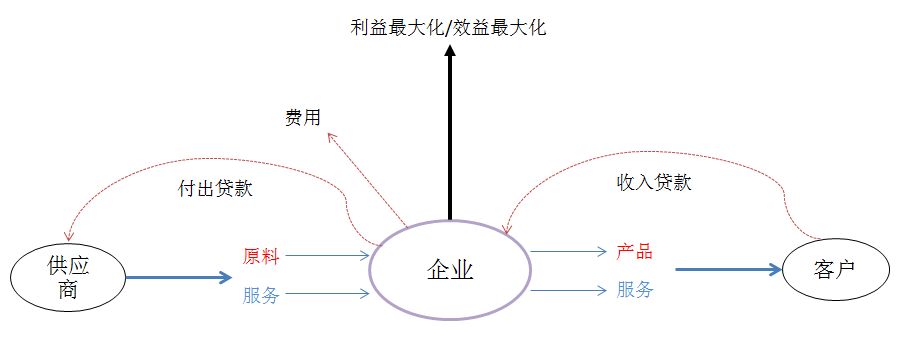 利益最大化/效益最大化
费用
付出贷款
收入贷款
供应
商
原料
服务
企业
产品
服务
客户